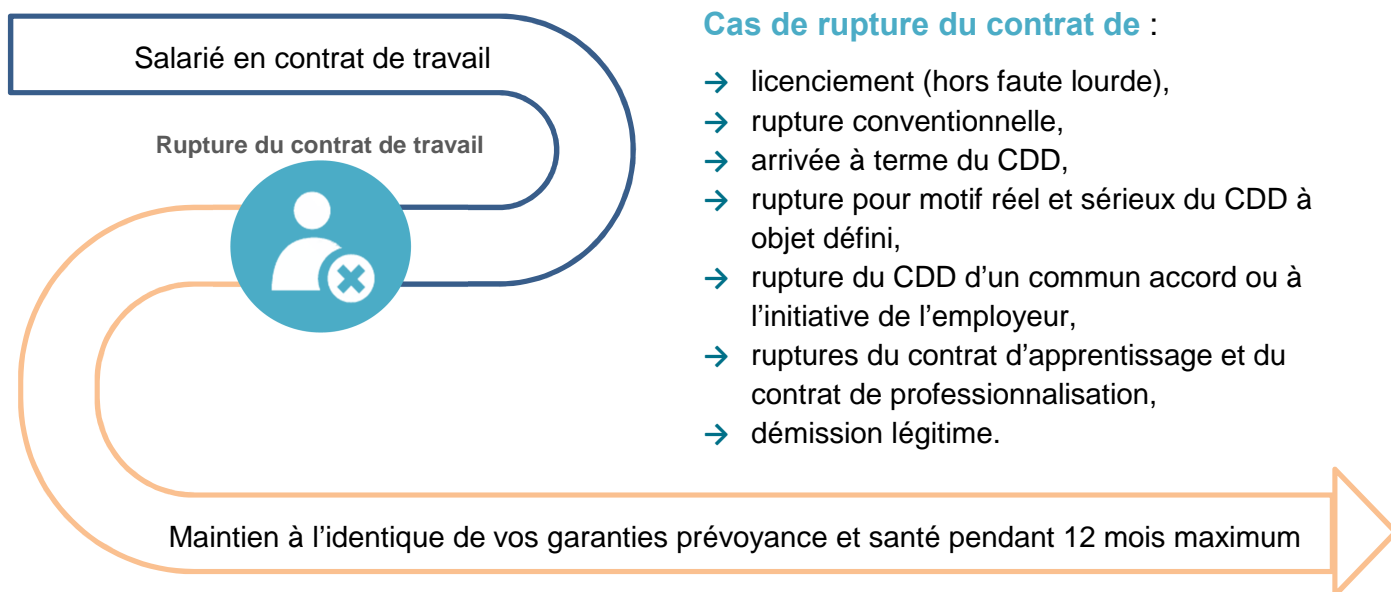 Salarié en contrat de travail
Rupture du contrat de travail
Cas de rupture du contrat de :
→ licenciement (hors faute lourde),
→ rupture conventionnelle,
→ arrivée à terme du CDD,
→ rupture pour motif réel et sérieux du CDD à
objet défini,
→ rupture du CDD d’un commun accord ou à
l’initiative de l’employeur,
→ ruptures du contrat d’apprentissage et du
contrat de professionnalisation,
→ démission légitime.
Maintien à l’identique de vos garanties prévoyance et santé pendant 12 mois maximum